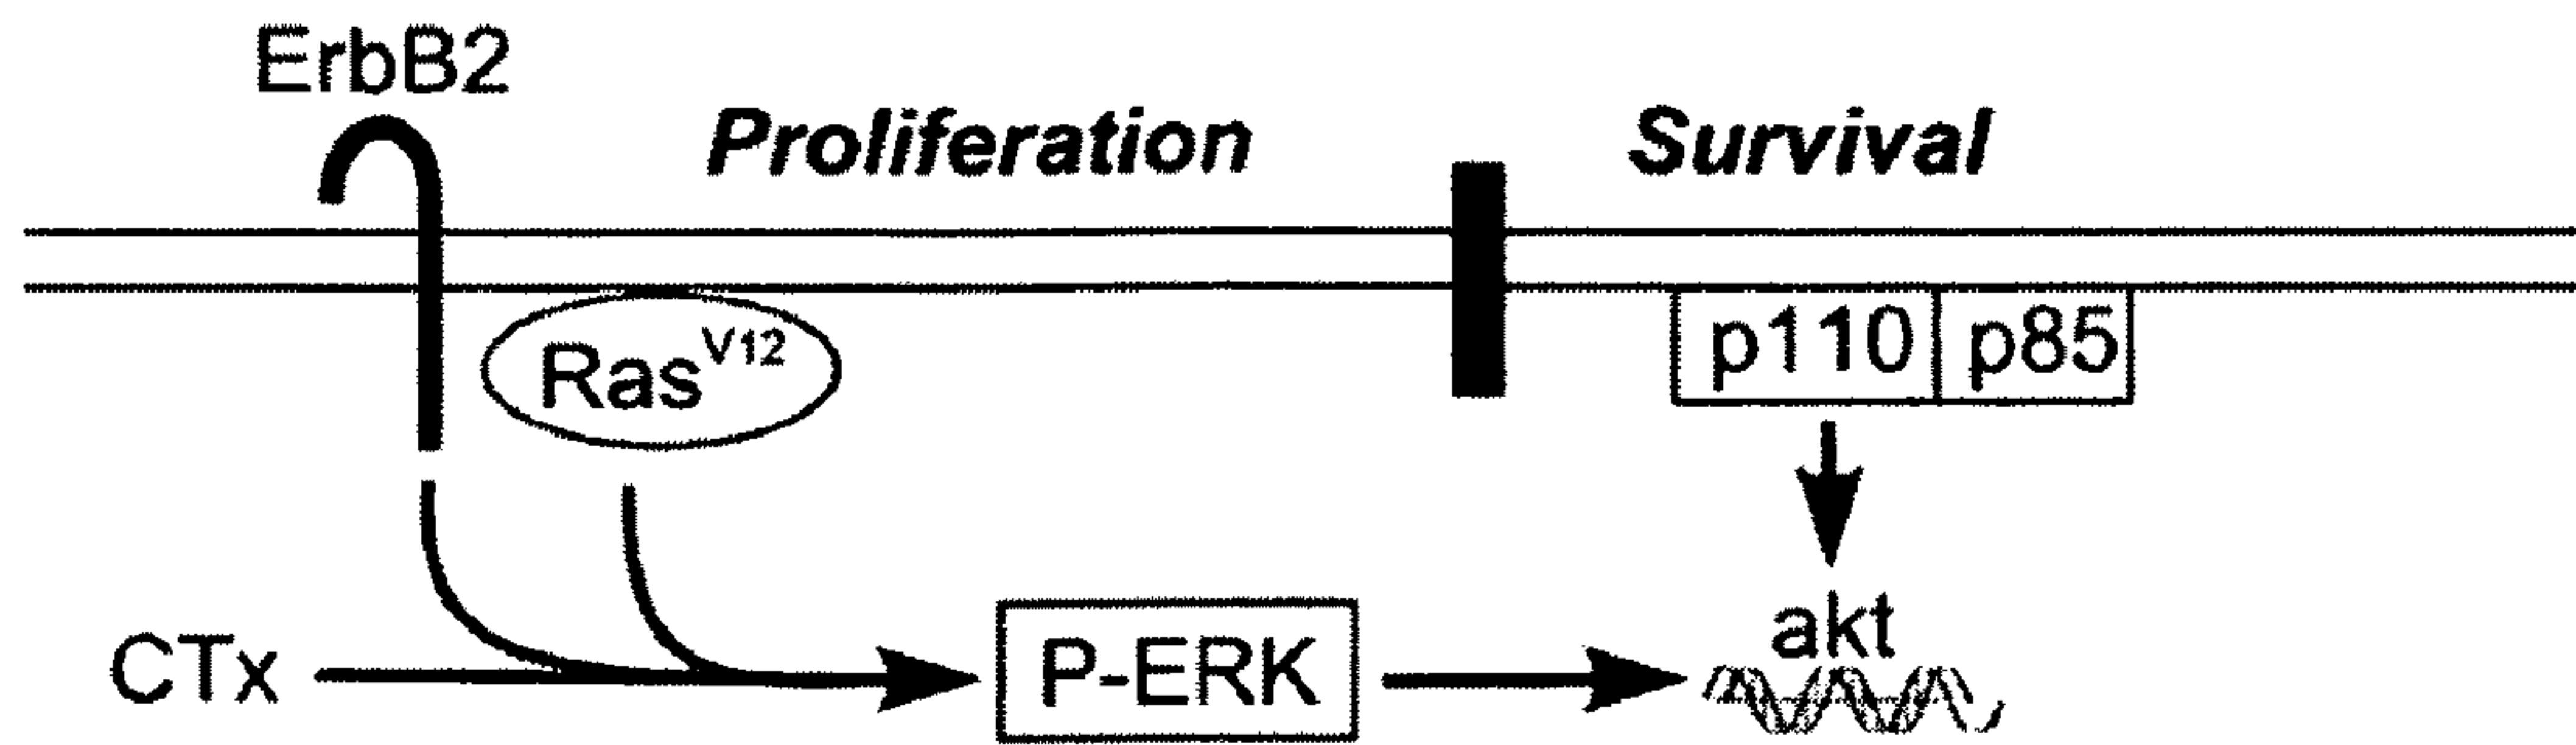 ErbB2
Proliferation
Survival
Ras^V12
p110 p85
CTx
P-ERK
akt